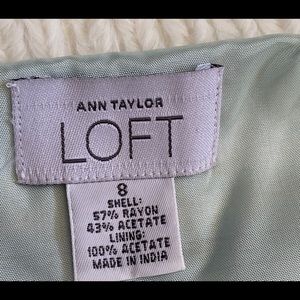 ANN TAYLOR
LOFT
8
SHELL:
57% RAYON
43% ACETATE
LINING:
100% ACETATE
MADE IN INDIA